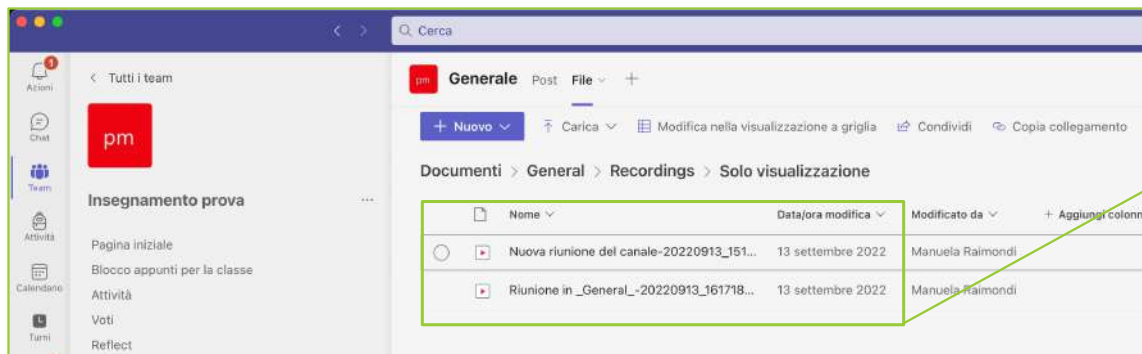 Cerca
1
Azioni
Chat
Team
Attività
Calendario
Turni
< Tutti i team
pm
Insegnamento prova
...
Pagina iniziale
Blocco appunti per la classe
Attività
Voti
Reflect
pm Generale Post File +
+ Nuovo Carica Modifica nella visualizzazione a griglia Condividi Copia collegamento
Documenti > General > Recordings > Solo visualizzazione
Nome Data/ora modifica Modificato da + Aggiungi colonn
Nuova riunione del canale-20220913_151... 13 settembre 2022 Manuela Raimondi
Riunione in _General_-20220913_161718... 13 settembre 2022 Manuela Raimondi